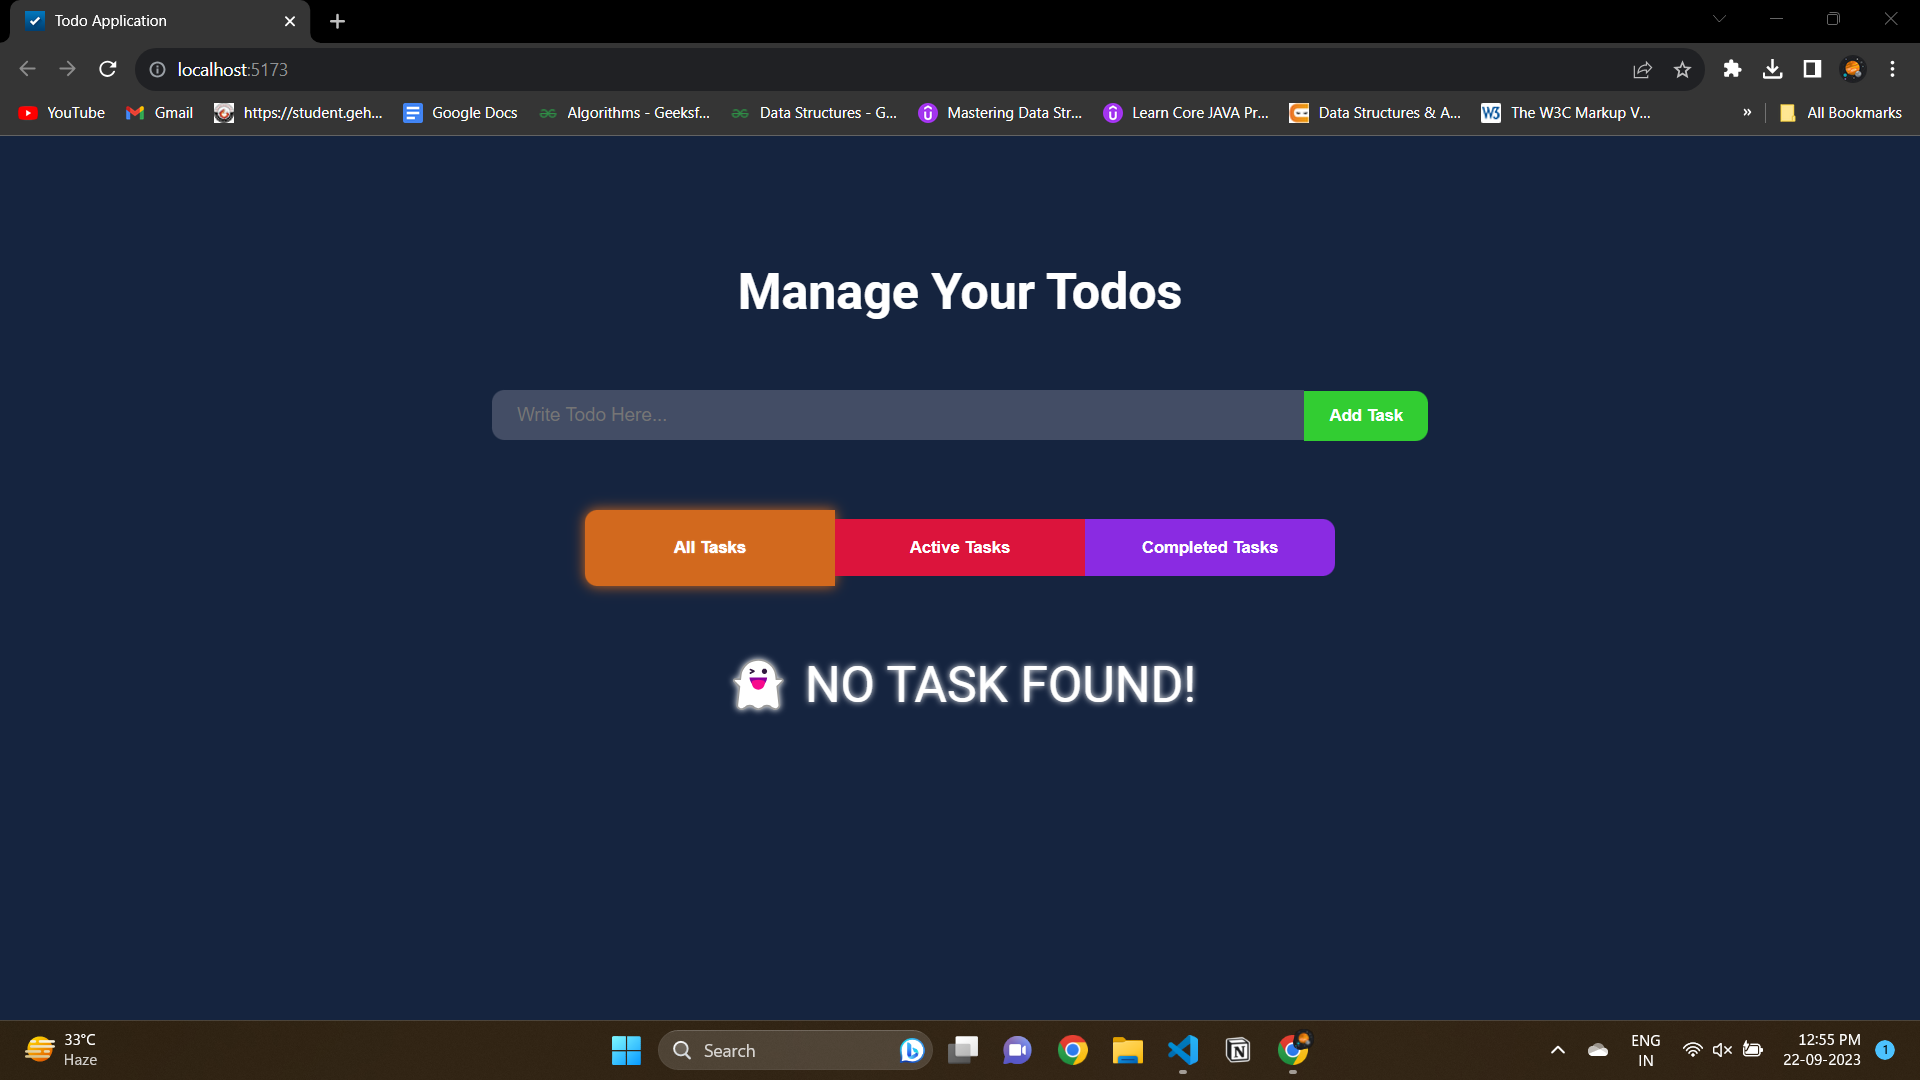 Todo Application
localhost:5173
YouTube
Gmail
https://student.geh...
Google Docs
Algorithms - Geeksf...
Data Structures - G...
Mastering Data Str...
Learn Core JAVA Pr...
Data Structures & A...
The W3C Markup V...
»
All Bookmarks
Manage Your Todos
Write Todo Here...
Add Task
All Tasks
Active Tasks
Completed Tasks
NO TASK FOUND!
33°C
Haze
Search
ENG
IN
12:55 PM
22-09-2023
1